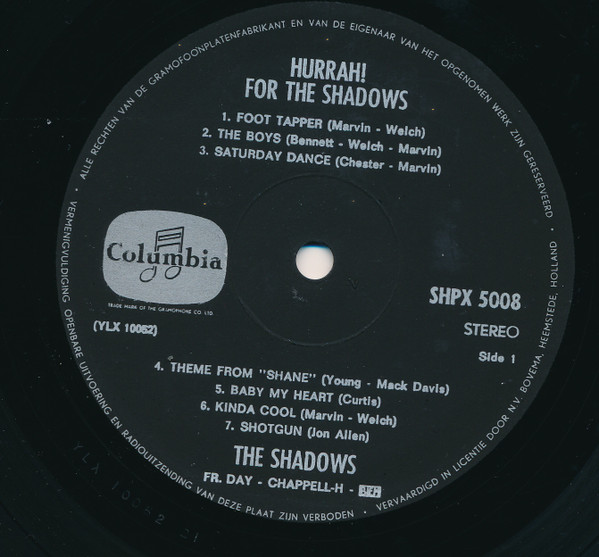 ALLE RECHTEN VAN DE GRAMOFOONPLATENFABRIKANT EN VAN DE EIGENAAR VAN HET OPGENOMEN WERK ZIJN GERESERVEERD
HURRAH!
FOR THE SHADOWS
1. FOOT TAPPER (Marvin - Welch)
2. THE BOYS (Bennett - Welch - Marvin)
3. SATURDAY DANCE (Chester - Marvin)
Columbia
TRADE MARK OF THE GRAMOPHONE CO. LTD.
(YLX 10052)
SHPX 5008
STEREO
Side 1
4. THEME FROM "SHANE" (Young - Mack Davis)
5. BABY MY HEART (Curtis)
6. KINDA COOL (Marvin - Welch)
7. SHOTGUN (Jon Allen)
THE SHADOWS
FR. DAY - CHAPPELL-H -
VERMENIGVULDIGING OPENBARE UITVOERING EN RADIOUITZENDING VAN DEZE PLAAT ZIJN VERBODEN • VERVAARDIGD IN LICENTIE DOOR N.V. BOVEMA, HEEMSTEDE, HOLLAND
YLX 10052